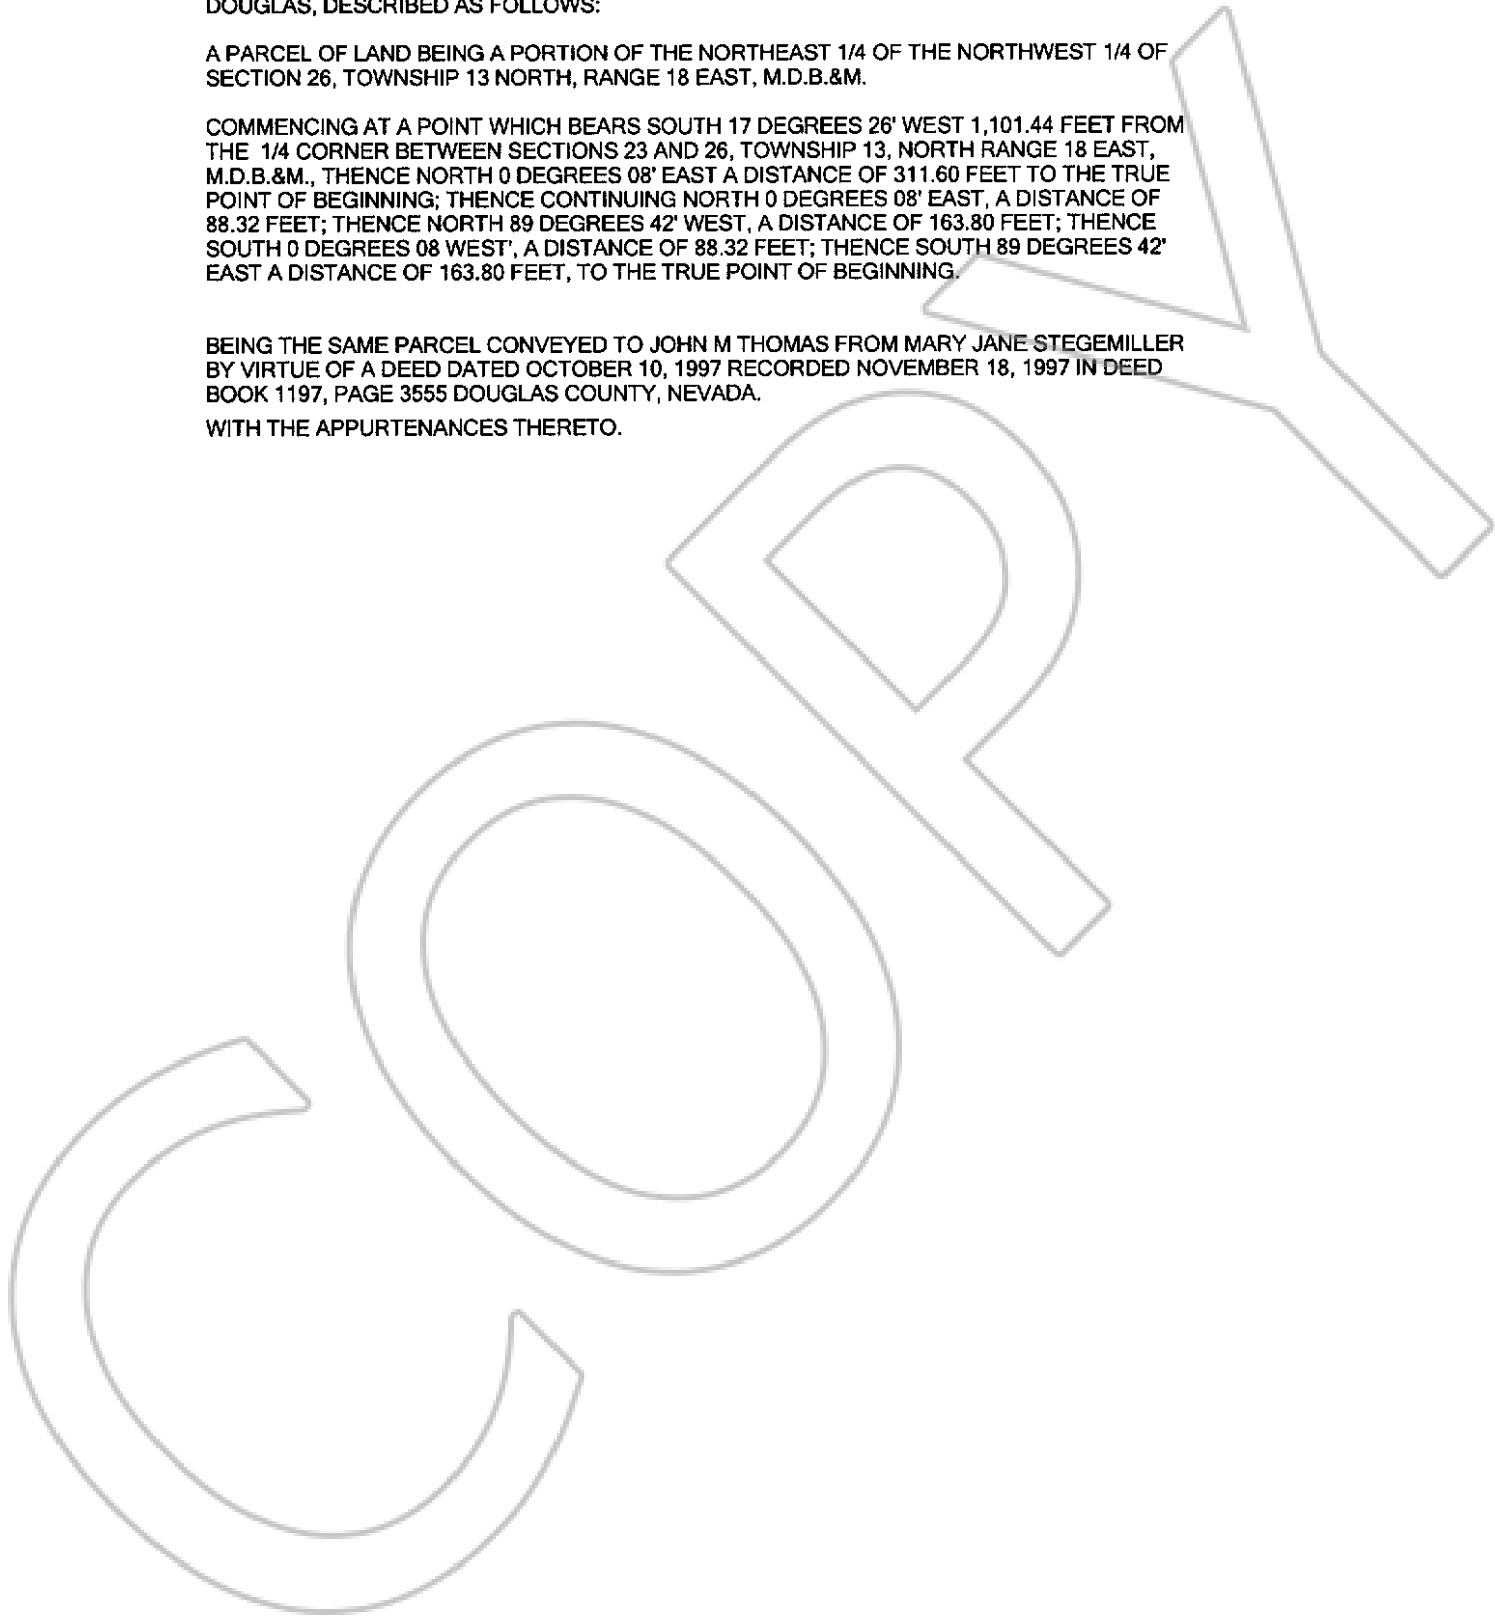 DOUGLAS, DESCRIBED AS FOLLOWS:
A PARCEL OF LAND BEING A PORTION OF THE NORTHEAST 1/4 OF THE NORTHWEST 1/4 OF
SECTION 26, TOWNSHIP 13 NORTH, RANGE 18 EAST, M.D.B.&M.
COMMENCING AT A POINT WHICH BEARS SOUTH 17 DEGREES 26' WEST 1,101.44 FEET FROM
THE 1/4 CORNER BETWEEN SECTIONS 23 AND 26, TOWNSHIP 13, NORTH RANGE 18 EAST,
M.D.B.&M., THENCE NORTH 0 DEGREES 08' EAST A DISTANCE OF 311.60 FEET TO THE TRUE
POINT OF BEGINNING; THENCE CONTINUING NORTH 0 DEGREES 08' EAST, A DISTANCE OF
88.32 FEET; THENCE NORTH 89 DEGREES 42' WEST, A DISTANCE OF 163.80 FEET; THENCE
SOUTH 0 DEGREES 08 WEST', A DISTANCE OF 88.32 FEET; THENCE SOUTH 89 DEGREES 42'
EAST A DISTANCE OF 163.80 FEET, TO THE TRUE POINT OF BEGINNING.
BEING THE SAME PARCEL CONVEYED TO JOHN M THOMAS FROM MARY JANE STEGEMILLER
BY VIRTUE OF A DEED DATED OCTOBER 10, 1997 RECORDED NOVEMBER 18, 1997 IN DEED
BOOK 1197, PAGE 3555 DOUGLAS COUNTY, NEVADA.
WITH THE APPURTENANCES THERETO.
COPY